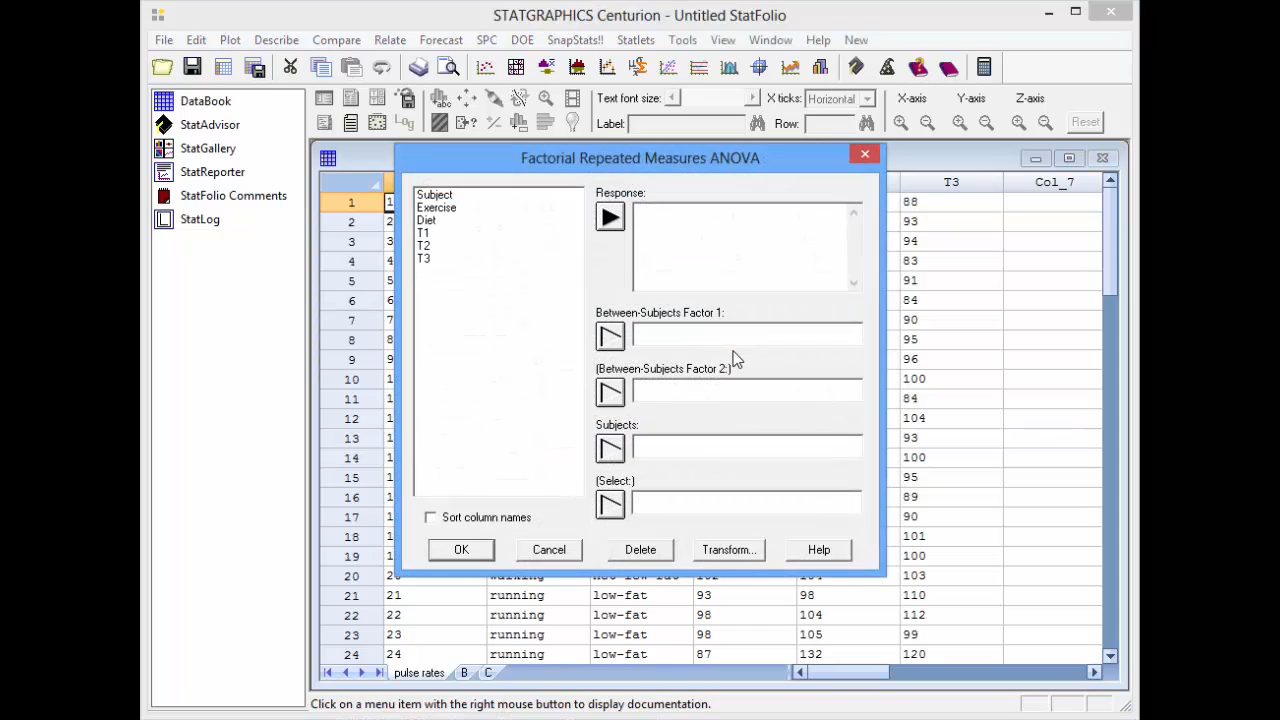 STATGRAPHICS Centurion - Untitled StatFolio
File Edit Plot Describe Compare Relate Forecast SPC DOE SnapStats!! Statlets Tools View Window Help New
Text font size: X ticks: Horizontal X-axis Y-axis Z-axis
Log Label: Row: Reset
DataBook
StatAdvisor
StatGallery
StatReporter
StatFolio Comments
StatLog
Factorial Repeated Measures ANOVA
Subject
Exercise
Diet
T1
T2
T3
Sort column names
Response:
Between-Subjects Factor 1:
(Between-Subjects Factor 2:)
Subjects:
(Select:)
OK Cancel Delete Transform... Help
T3 Col_7
1 88
2 93
3 94
4 83
5 91
6 84
7 90
8 95
9 96
10 100
11 84
12 104
13 93
14 100
15 95
16 89
17 90
18 101
19 100
20 103
21 21 running low-fat 93 98 110
22 22 running low-fat 98 104 112
23 23 running low-fat 98 105 99
24 24 running low-fat 87 132 120
pulse rates B C
Click on a menu item with the right mouse button to display documentation.